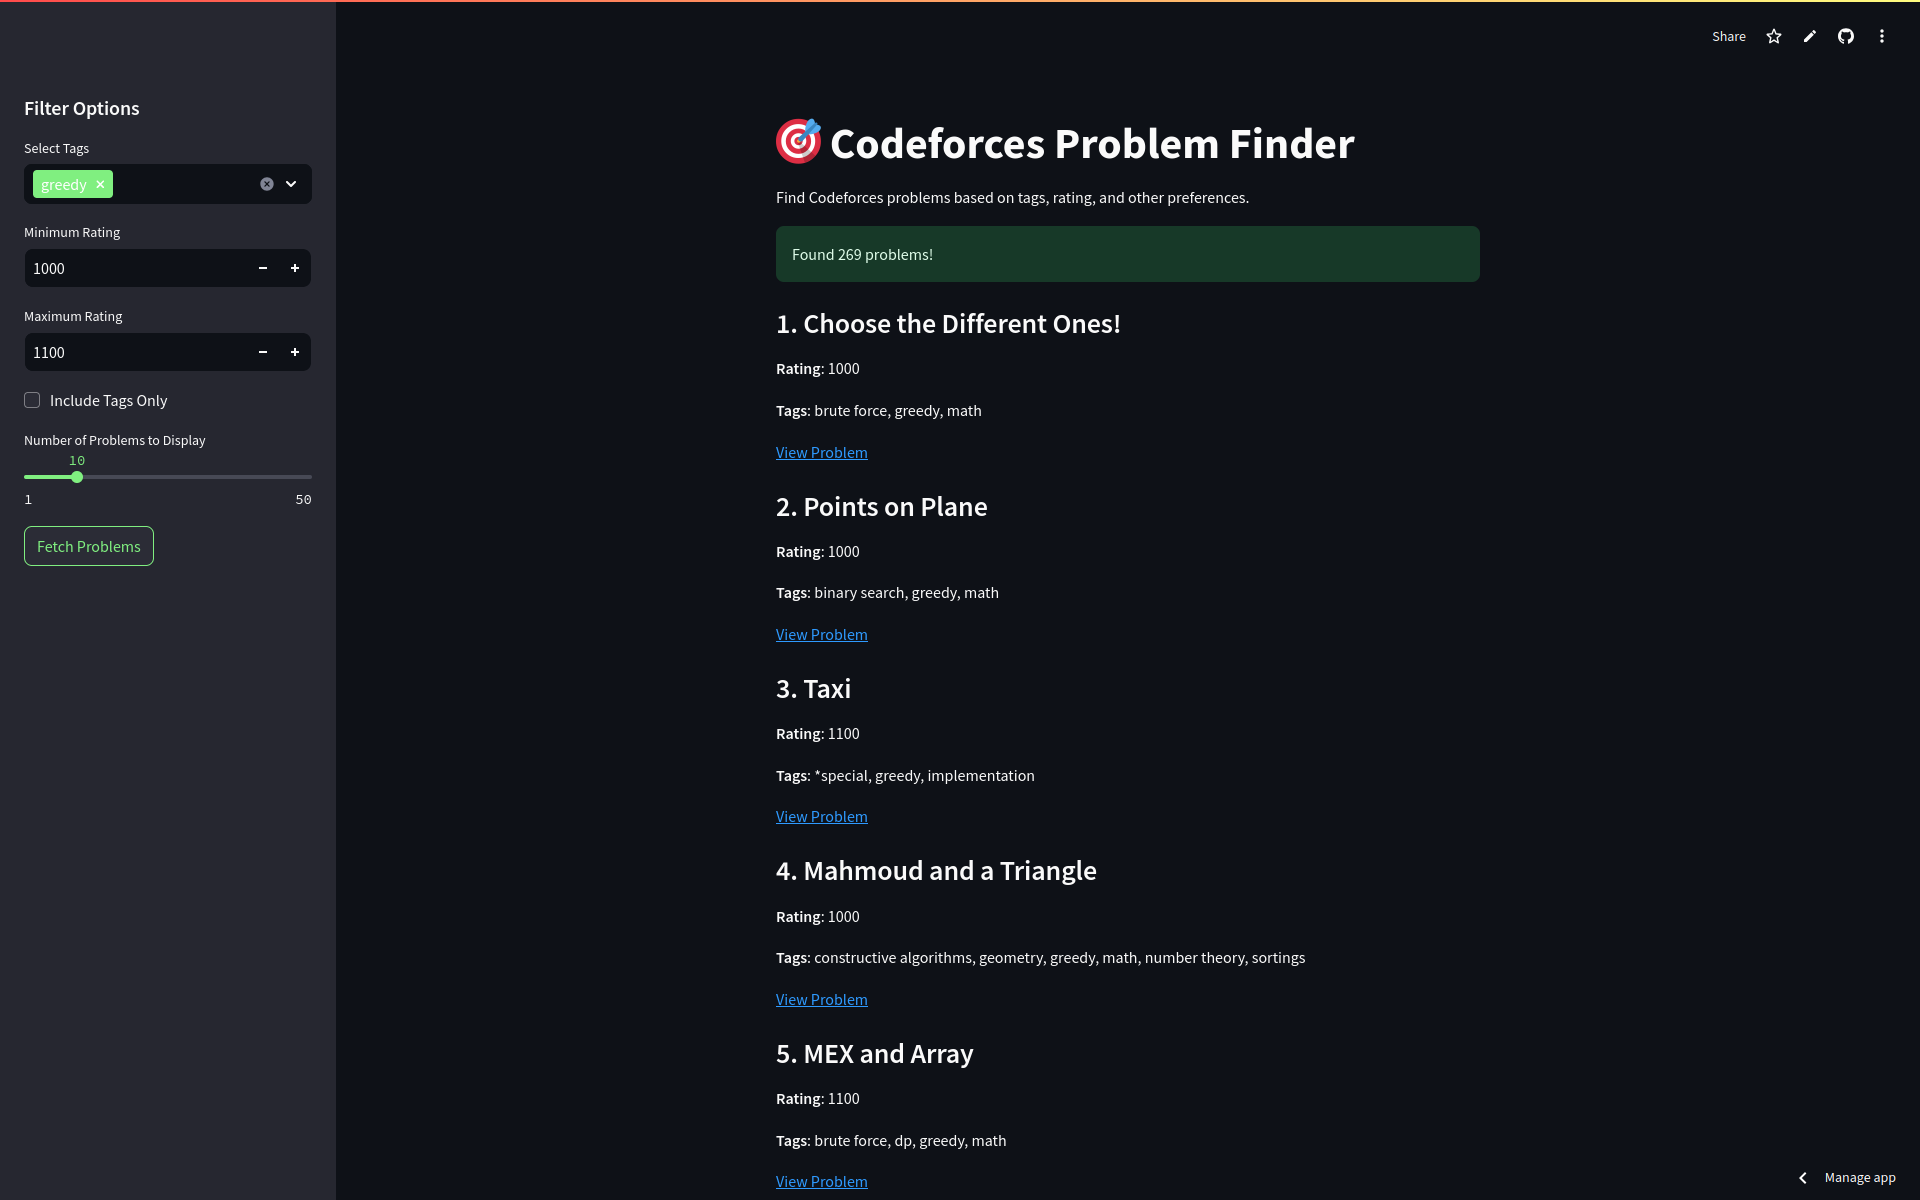 Share
Filter Options
Select Tags
greedy
Minimum Rating
1000
Maximum Rating
1100
Include Tags Only
Number of Problems to Display
10
1 50
Fetch Problems
Codeforces Problem Finder
Find Codeforces problems based on tags, rating, and other preferences.
Found 269 problems!
1. Choose the Different Ones!
Rating: 1000
Tags: brute force, greedy, math
View Problem
2. Points on Plane
Rating: 1000
Tags: binary search, greedy, math
View Problem
3. Taxi
Rating: 1100
Tags: *special, greedy, implementation
View Problem
4. Mahmoud and a Triangle
Rating: 1000
Tags: constructive algorithms, geometry, greedy, math, number theory, sortings
View Problem
5. MEX and Array
Rating: 1100
Tags: brute force, dp, greedy, math
View Problem
Manage app